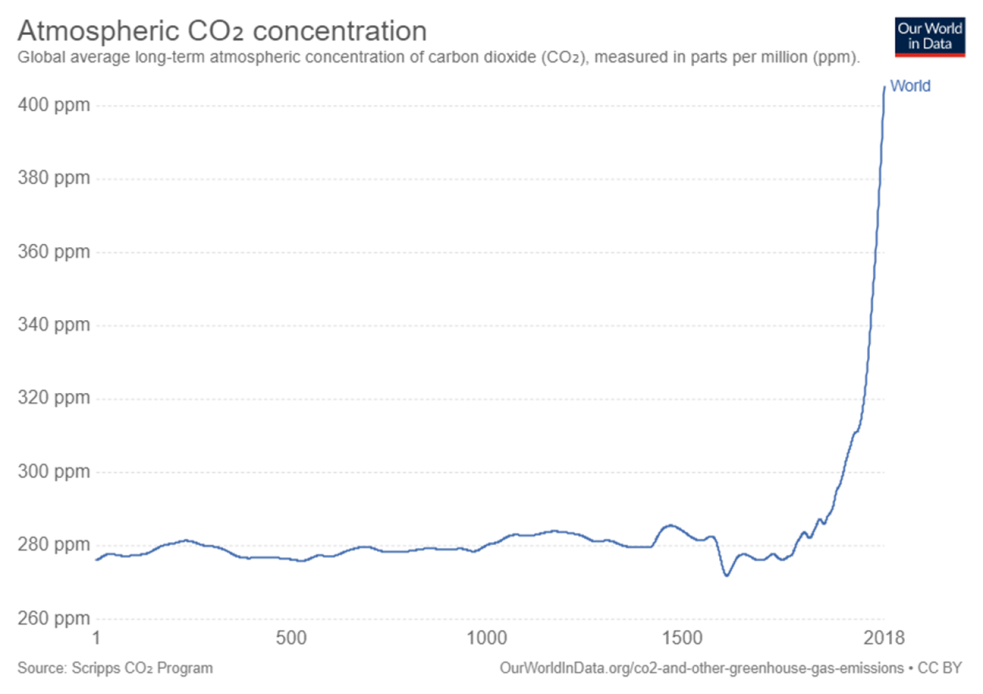 Atmospheric CO₂ concentration
Our World
in Data
Global average long-term atmospheric concentration of carbon dioxide (CO₂), measured in parts per million (ppm).
World
400 ppm
380 ppm
360 ppm
340 ppm
320 ppm
300 ppm
280 ppm
260 ppm
1 500 1000 1500 2018
Source: Scripps CO₂ Program OurWorldInData.org/co2-and-other-greenhouse-gas-emissions • CC BY